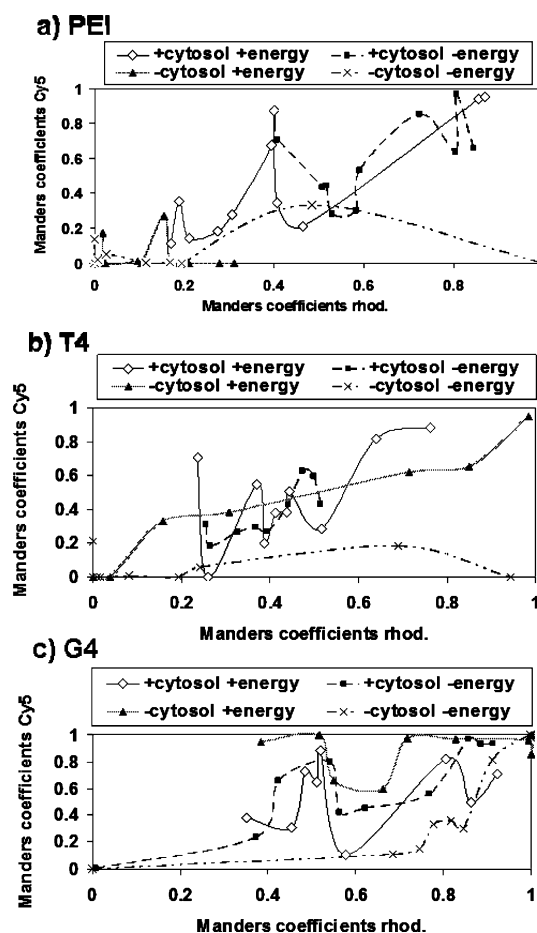 a) PEI
+cytosol +energy +cytosol -energy
-cytosol +energy -cytosol -energy
Manders coefficients Cy5
1
0.8
0.6
0.4
0.2
0
0 0.2 0.4 0.6 0.8
Manders coefficients rhod.
b) T4
+cytosol +energy +cytosol -energy
-cytosol +energy -cytosol -energy
Manders coefficients Cy5
1
0.8
0.6
0.4
0.2
0
0 0.2 0.4 0.6 0.8 1
Manders coefficients rhod.
c) G4
+cytosol +energy +cytosol -energy
-cytosol +energy -cytosol -energy
Manders coefficients Cy5
1
0.8
0.6
0.4
0.2
0
0 0.2 0.4 0.6 0.8 1
Manders coefficients rhod.